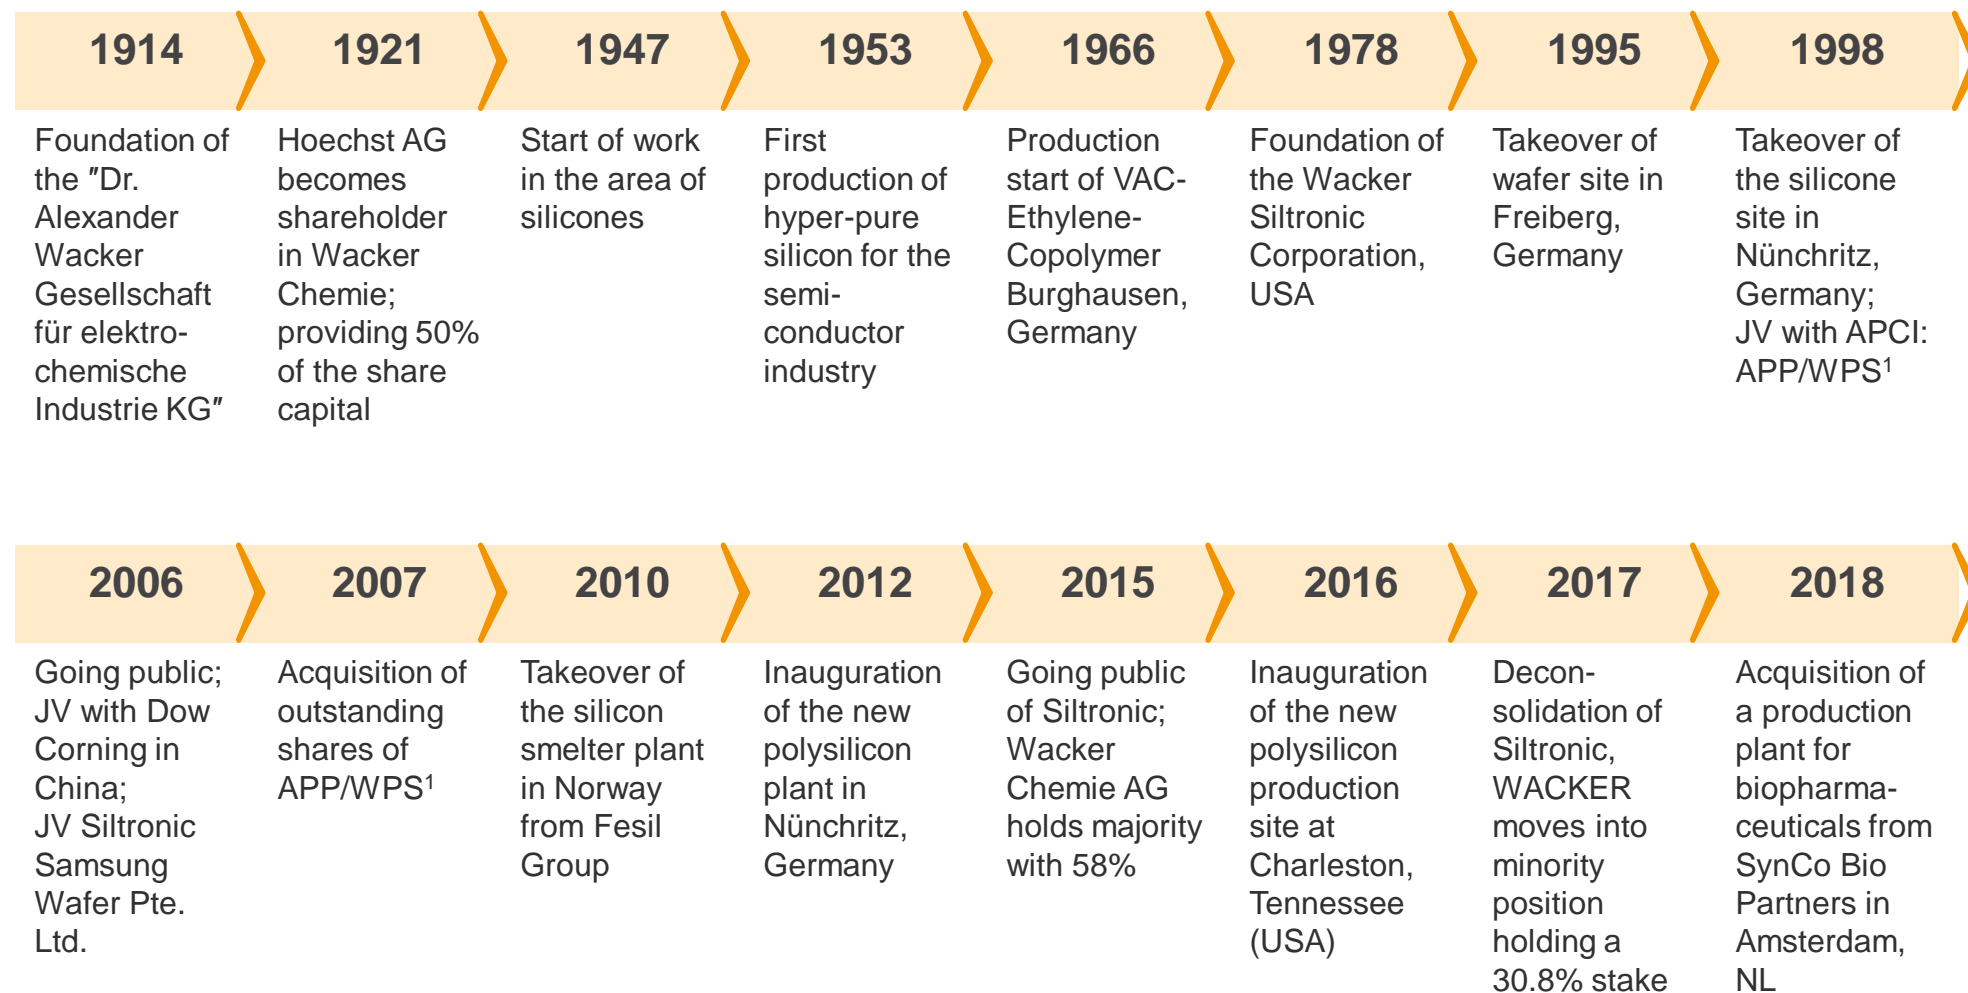 1914
Foundation of
the "Dr.
Alexander
Wacker
Gesellschaft
für elektro-
chemische
Industrie KG"
1921
Hoechst AG
becomes
shareholder
in Wacker
Chemie;
providing 50%
of the share
capital
1947
Start of work
in the area of
silicones
1953
First
production of
hyper-pure
silicon for the
semi-
conductor
industry
1966
Production
start of VAC-
Ethylene-
Copolymer
Burghausen,
Germany
1978
Foundation of
the Wacker
Siltronic
Corporation,
USA
1995
Takeover of
wafer site in
Freiberg,
Germany
1998
Takeover of
the silicone
site in
Nünchritz,
Germany;
JV with APCI:
APP/WPS¹
2006
Going public;
JV with Dow
Corning in
China;
JV Siltronic
Samsung
Wafer Pte.
Ltd.
2007
Acquisition of
outstanding
shares of
APP/WPS¹
2010
Takeover of
the silicon
smelter plant
in Norway
from Fesil
Group
2012
Inauguration
of the new
polysilicon
plant in
Nünchritz,
Germany
2015
Going public
of Siltronic;
Wacker
Chemie AG
holds majority
with 58%
2016
Inauguration
of the new
polysilicon
production
site at
Charleston,
Tennessee
(USA)
2017
Decon-
solidation of
Siltronic,
WACKER
moves into
minority
position
holding a
30.8% stake
2018
Acquisition of
a production
plant for
biopharma-
ceuticals from
SynCo Bio
Partners in
Amsterdam,
NL